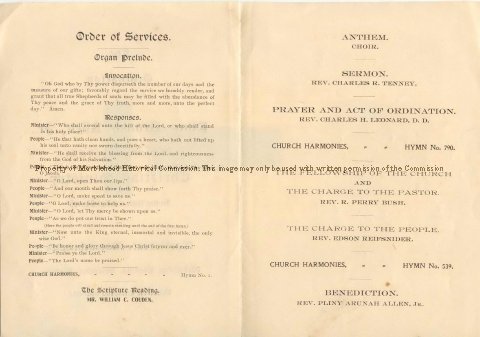 Order of Services.
Organ Prelude.
Invocation.
"Oh God who by Thy power dispenseth the number of our days and the
measure of our gifts; favorably regard the service we humbly render, and
grant that all true Shepherds of souls may be filled with the abundance of
Thy peace and the grace of Thy truth, more and more, unto the perfect
day." Amen.
Responses.
Minister—"Who shall ascend unto the hill of the Lord, or who shall stand
in his holy place?"
People—"He that hath clean hands, and pure a heart, who hath not lifted up
his soul unto vanity nor sworn deceitfully."
Minister—"He shall receive the blessing from the Lord, and righteousness
from the God of his Salvation."
Property of Marblehead Historical Commission. This image may only be used with written permission of the Commission
Minister—"O Lord, open Thou our lips."
People—"And our mouth shall show forth Thy praise."
Minister—"O Lord, make speed to save us."
People—"O Lord, make haste to help us."
Minister—"O Lord, let Thy mercy be shown upon us."
People—"As we do put our trust in Thee."
Minister—"Now unto the King eternal, immortal and invisible, the only
wise God."
People—"Be honor and glory through Jesus Christ forever and ever."
Minister—"Praise ye the Lord."
People—"The Lord's name be praised."
CHURCH HARMONIES, Hymn No. 1.
The Scripture Reading.
MR. WILLIAM C. COUDEN.
ANTHEM.
CHOIR.
SERMON.
REV. CHARLES R. TENNEY.
PRAYER AND ACT OF ORDINATION.
REV. CHARLES H. LEONARD, D. D.
CHURCH HARMONIES, " " HYMN No. 790.
THE FELLOWSHIP OF THE CHURCH
AND
THE CHARGE TO THE PASTOR.
REV. R. PERRY BUSH.
THE CHARGE TO THE PEOPLE.
REV. EDSON REIFSNIDER.
CHURCH HARMONIES, " " HYMN No. 539.
BENEDICTION.
REV. PLINY ARUNAH ALLEN, JR.